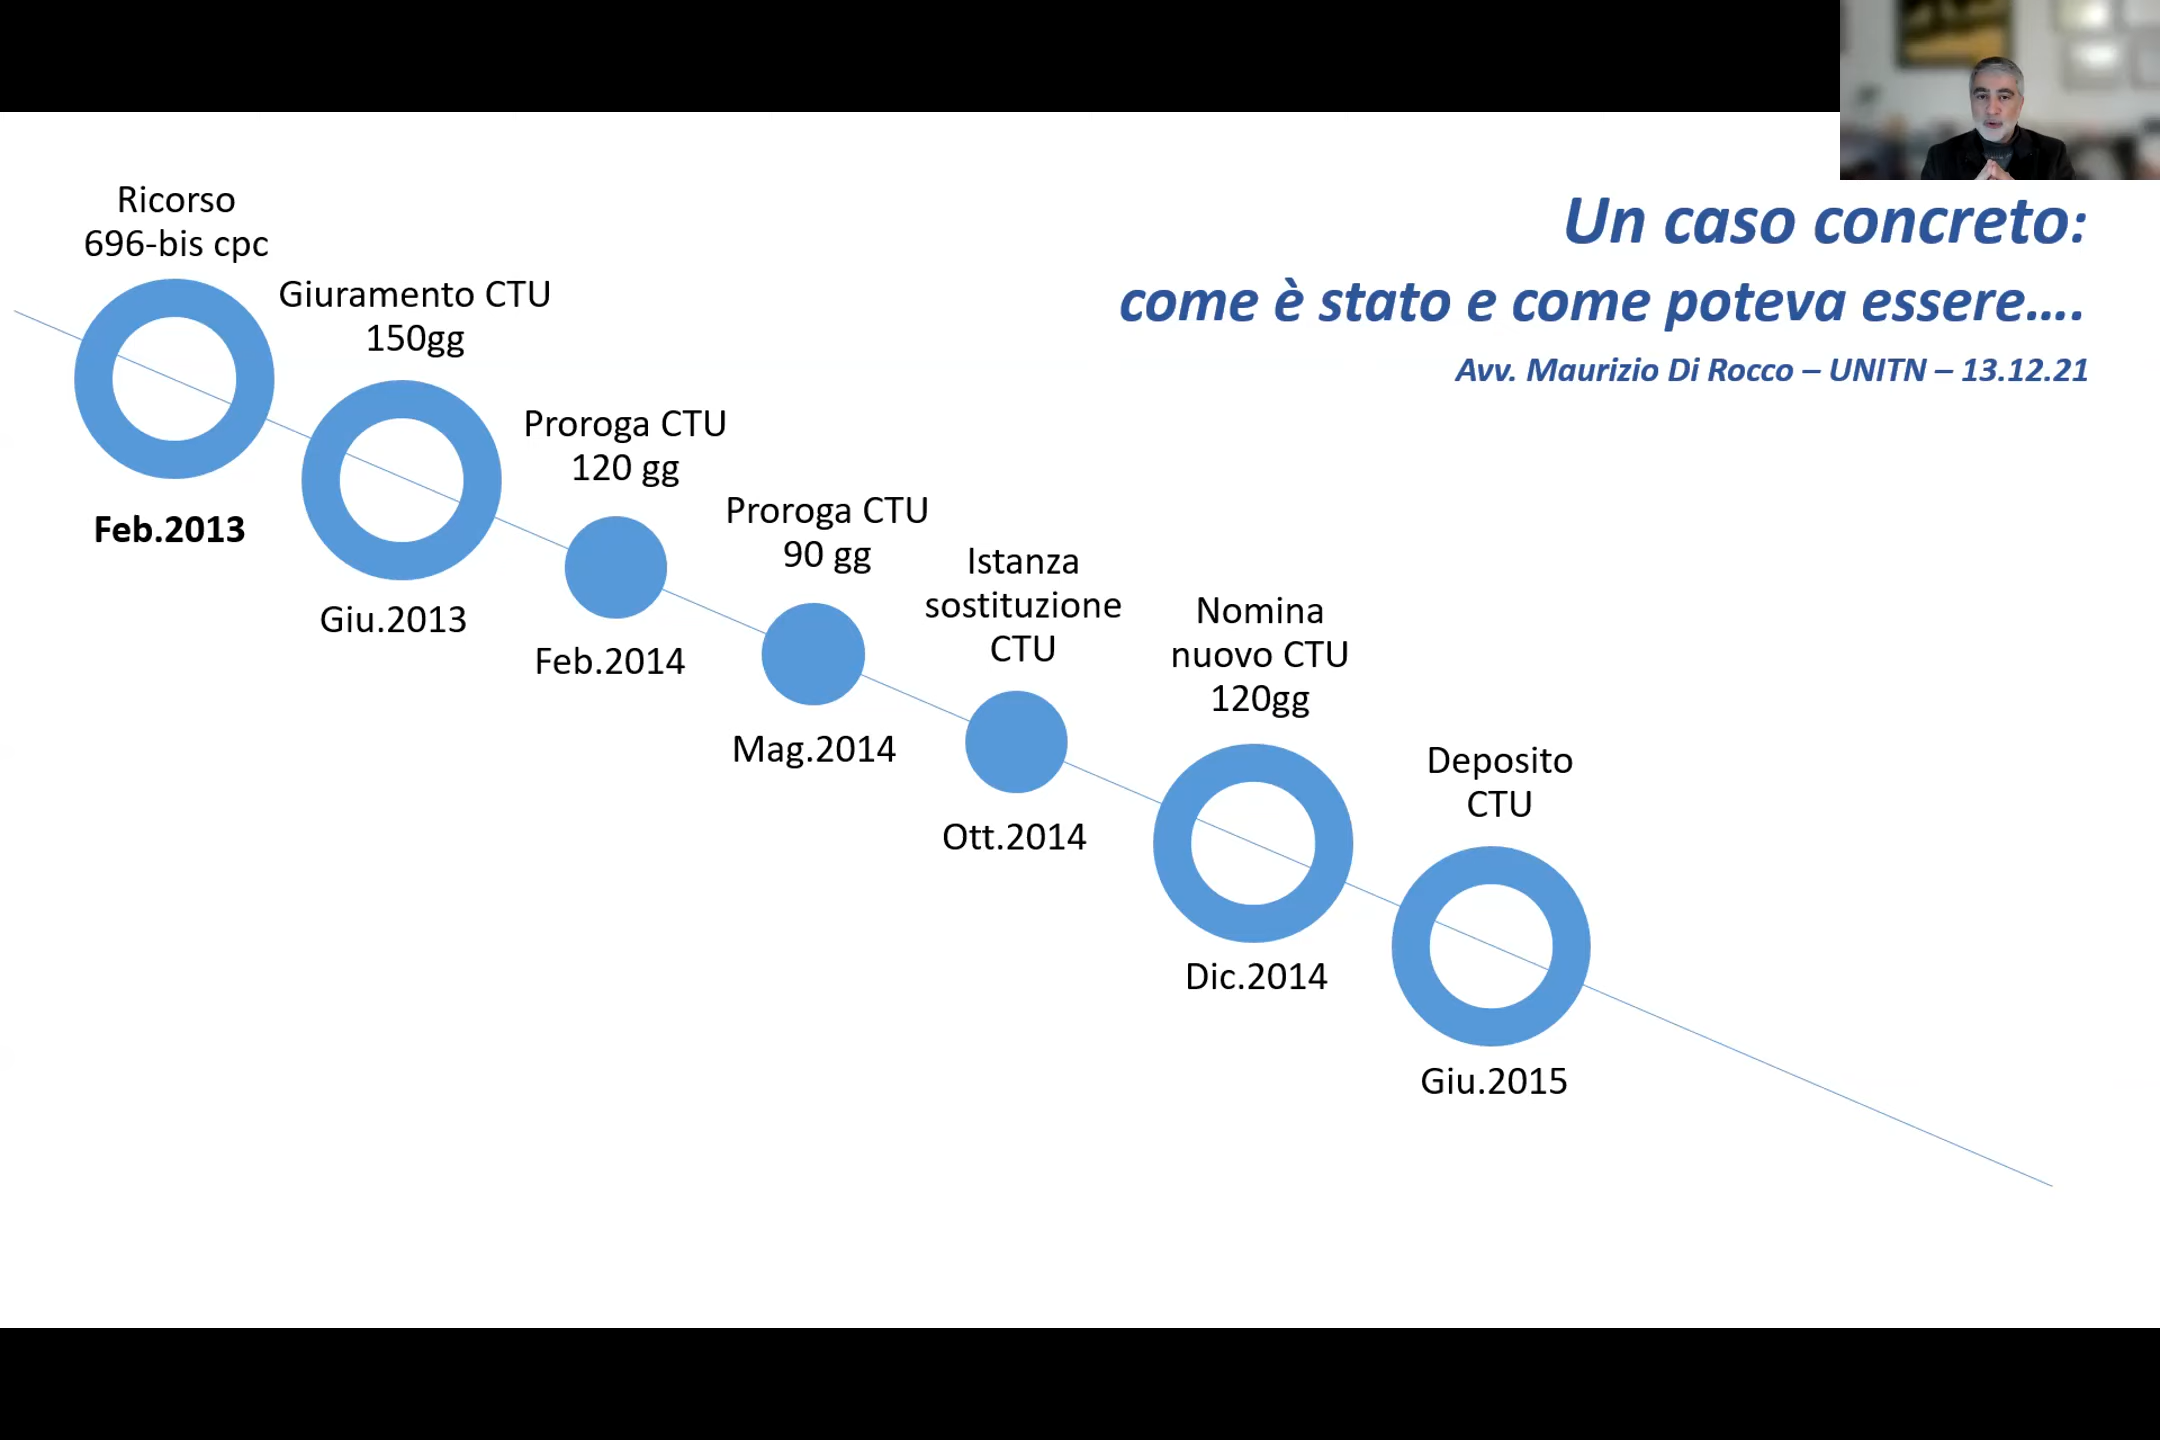 Un caso concreto:
come è stato e come poteva essere....
Avv. Maurizio Di Rocco – UNITN – 13.12.21
Ricorso
696-bis cpc
Feb.2013
Giuramento CTU
150gg
Giu.2013
Proroga CTU
120 gg
Feb.2014
Proroga CTU
90 gg
Mag.2014
Istanza
sostituzione
CTU
Ott.2014
Nomina
nuovo CTU
120gg
Dic.2014
Deposito
CTU
Giu.2015